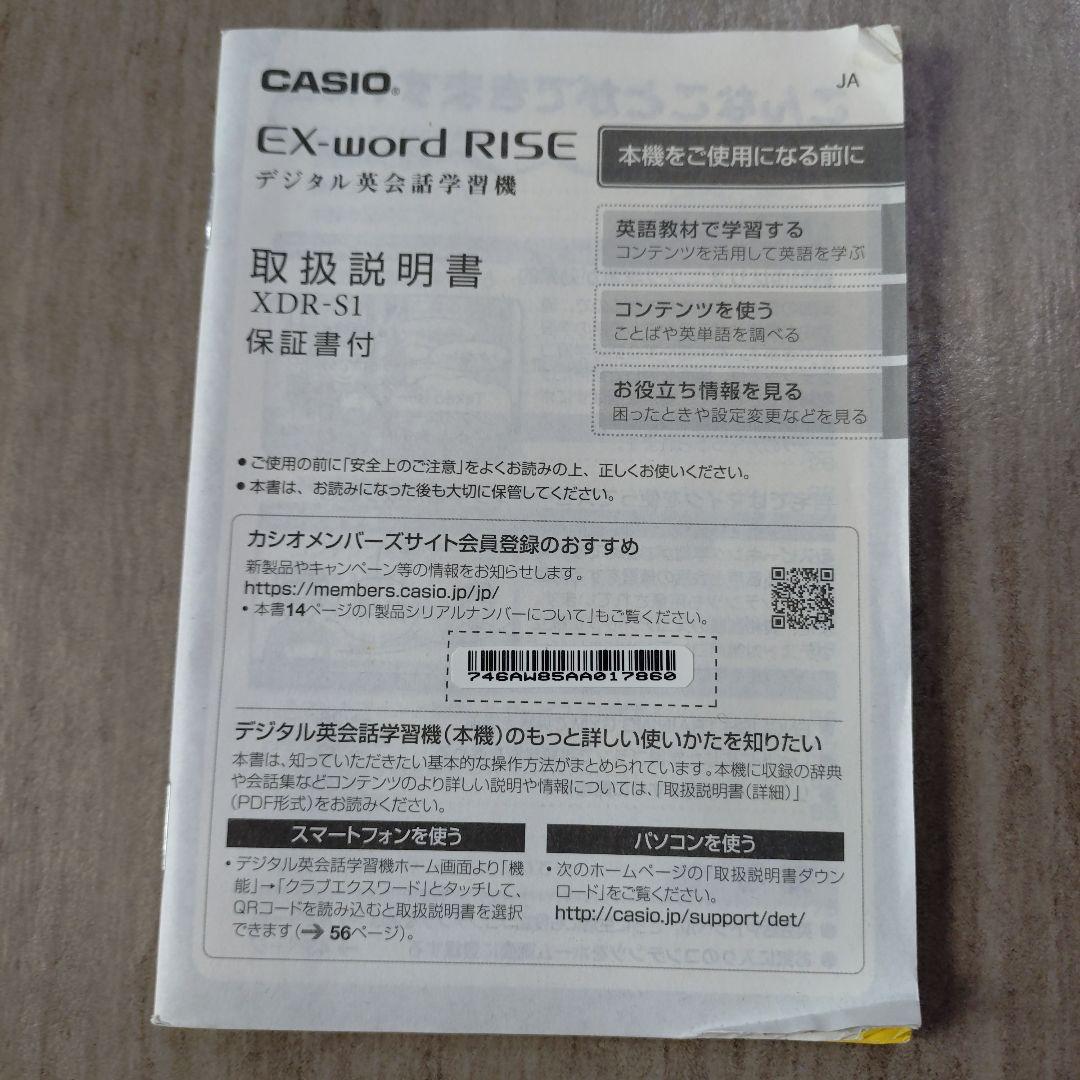 CASIO®
JA
EX-word RISE
デジタル英会話学習機
取扱説明書
XDR-S1
保証書付
本機をご使用になる前に
英語教材で学習する
コンテンツを活用して英語を学ぶ
コンテンツを使う
ことばや英単語を調べる
お役立ち情報を見る
困ったときや設定変更などを見る
●ご使用の前に「安全上のご注意」をよくお読みの上、正しくお使いください。
●本書は、お読みになった後も大切に保管してください。
カシオメンバーズサイト会員登録のおすすめ
新製品やキャンペーン等の情報をお知らせします。
https://members.casio.jp/jp/
•本書14ページの「製品シリアルナンバーについて」もご覧ください。
746AW85AA017860
デジタル英会話学習機(本機)のもっと詳しい使いかたを知りたい
本書は、知っていただきたい基本的な操作方法がまとめられています。本機に収録の辞典
や会話集などコンテンツのより詳しい説明や情報については、「取扱説明書(詳細)」
(PDF形式)をお読みください。
スマートフォンを使う
•デジタル英会話学習機ホーム画面より「機
能」→「クラブエクスワード」とタッチして、
QRコードを読み込むと取扱説明書を選択
できます(→56ページ)。
パソコンを使う
•次のホームページの「取扱説明書ダウン
ロード」をご覧ください。
http://casio.jp/support/det/